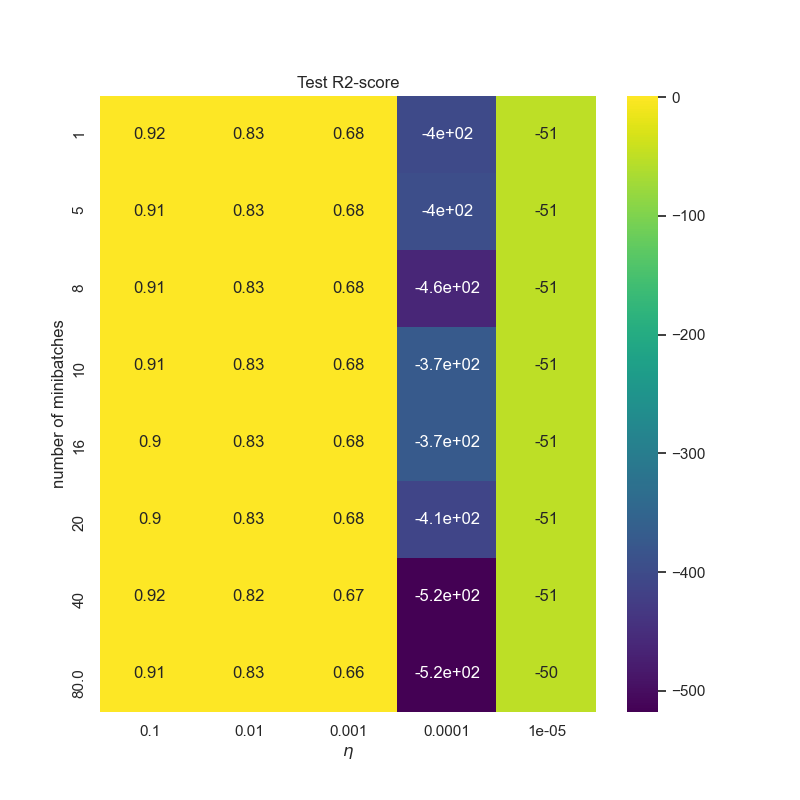 Test R2-score
number of minibatches
1 0.92 0.83 0.68 -4e+02 -51
5 0.91 0.83 0.68 -4e+02 -51
8 0.91 0.83 0.68 -4.6e+02 -51
10 0.91 0.83 0.68 -3.7e+02 -51
16 0.9 0.83 0.68 -3.7e+02 -51
20 0.9 0.83 0.68 -4.1e+02 -51
40 0.92 0.82 0.67 -5.2e+02 -51
80.0 0.91 0.83 0.66 -5.2e+02 -50
0.1 0.01 0.001 0.0001 1e-05
η
0
−100
−200
−300
−400
−500